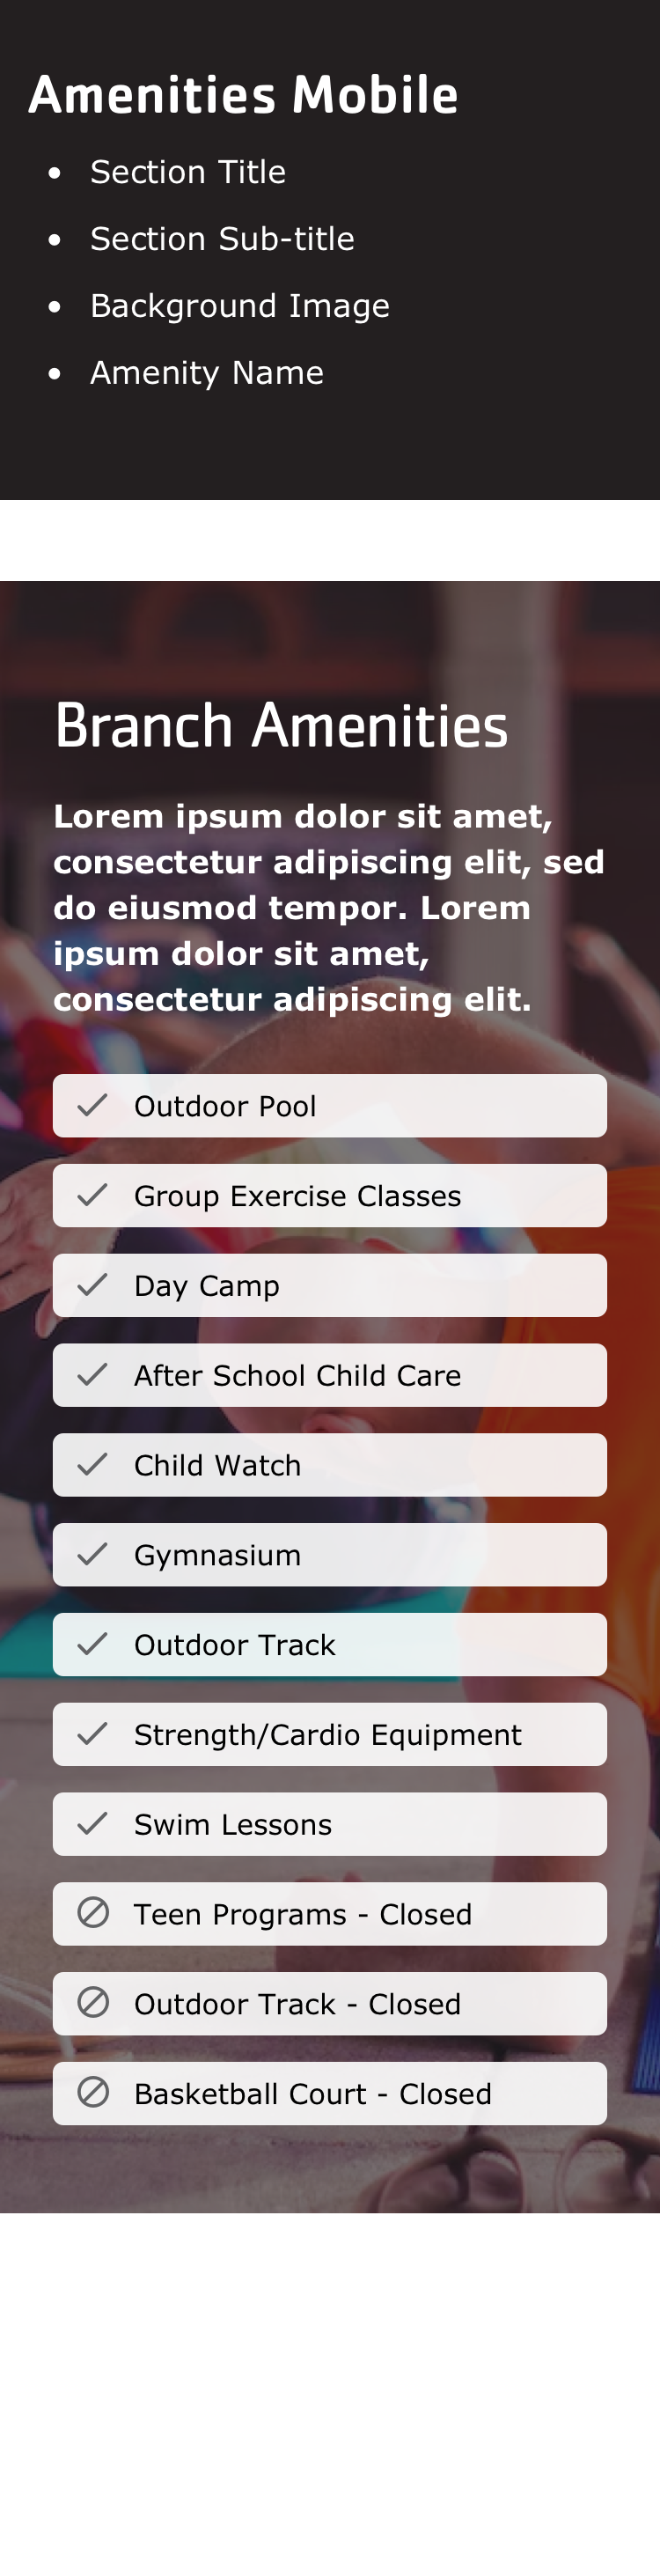 Amenities Mobile
• Section Title
• Section Sub-title
• Background Image
• Amenity Name
Branch Amenities
Lorem ipsum dolor sit amet,
consectetur adipiscing elit, sed
do eiusmod tempor. Lorem
ipsum dolor sit amet,
consectetur adipiscing elit.
Outdoor Pool
Group Exercise Classes
Day Camp
After School Child Care
Child Watch
Gymnasium
Outdoor Track
Strength/Cardio Equipment
Swim Lessons
Teen Programs - Closed
Outdoor Track - Closed
Basketball Court - Closed